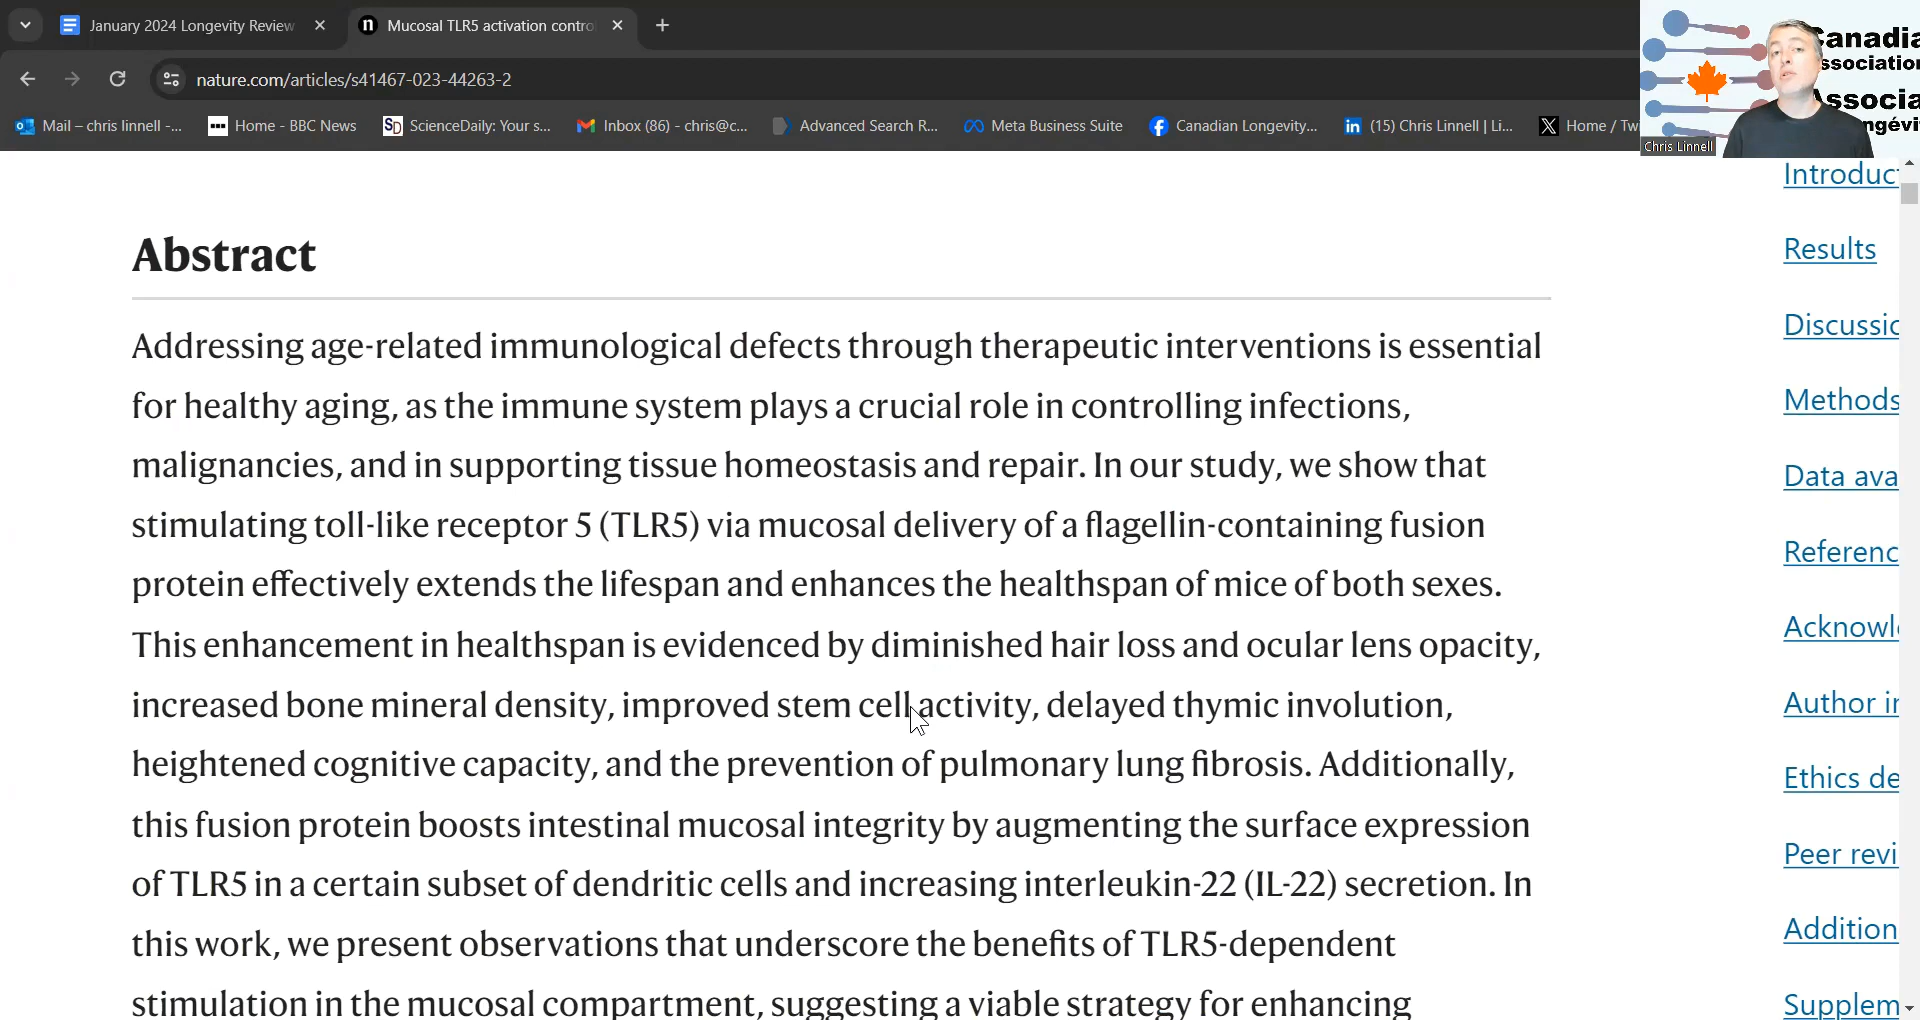 January 2024 Longevity Review
Mucosal TLR5 activation contro
nature.com/articles/s41467-023-44263-2
Mail – chris linnell -...
Home - BBC News
SD
ScienceDaily: Your s...
Inbox (86) - chris@c...
Advanced Search R...
Meta Business Suite
Canadian Longevity...
(15) Chris Linnell | Li...
Home / Twi
Canadia
ssociation
Associa
ngévi
Chris Linnell
Abstract
Addressing age-related immunological defects through therapeutic interventions is essential
for healthy aging, as the immune system plays a crucial role in controlling infections,
malignancies, and in supporting tissue homeostasis and repair. In our study, we show that
stimulating toll-like receptor 5 (TLR5) via mucosal delivery of a flagellin-containing fusion
protein effectively extends the lifespan and enhances the healthspan of mice of both sexes.
This enhancement in healthspan is evidenced by diminished hair loss and ocular lens opacity,
increased bone mineral density, improved stem cell activity, delayed thymic involution,
heightened cognitive capacity, and the prevention of pulmonary lung fibrosis. Additionally,
this fusion protein boosts intestinal mucosal integrity by augmenting the surface expression
of TLR5 in a certain subset of dendritic cells and increasing interleukin-22 (IL-22) secretion. In
this work, we present observations that underscore the benefits of TLR5-dependent
stimulation in the mucosal compartment, suggesting a viable strategy for enhancing
Introduc
Results
Discussio
Methods
Data ava
Referenc
Acknowl
Author in
Ethics de
Peer revi
Addition
Supplem